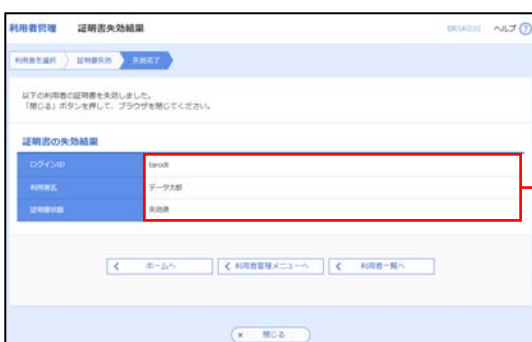 利用者管理 証明書失効結果
BRSK020 ヘルプ ?
利用者を選択 証明書失効 失効完了
以下の利用者の証明書を失効しました。
「閉じる」ボタンを押して、ブラウザを閉じてください。
証明書の失効結果
ログインID tarodt
利用者名 データ太郎
証明書状態 失効済
ホームへ 利用者管理メニューへ 利用者一覧へ
× 閉じる